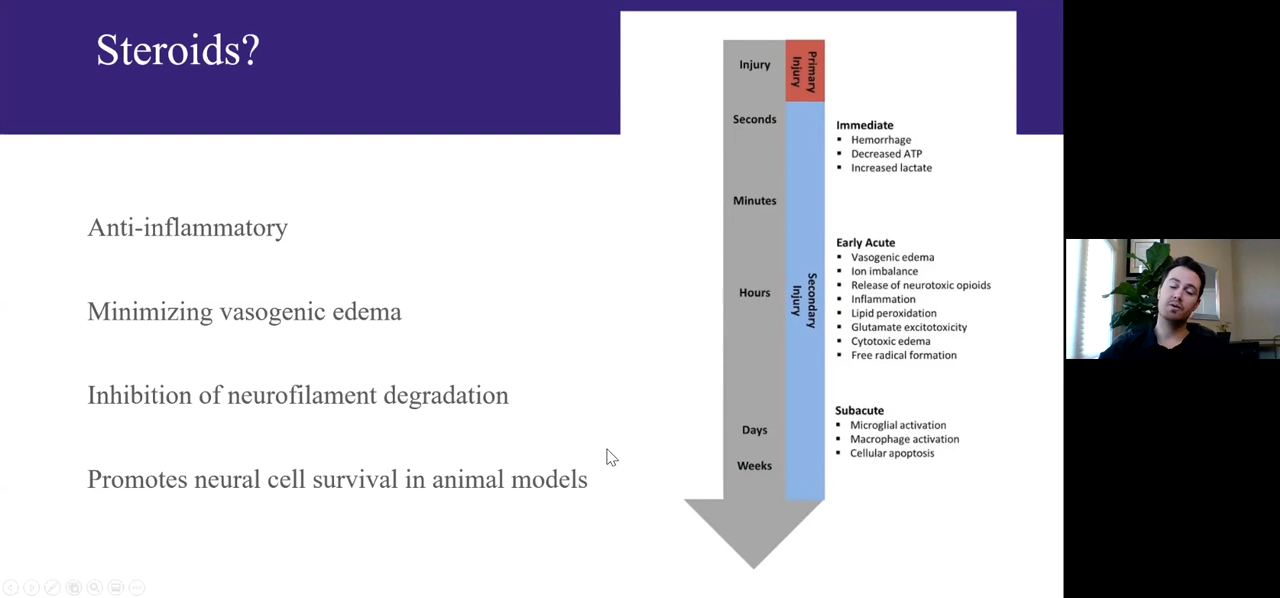 Steroids?
Anti-inflammatory
Minimizing vasogenic edema
Inhibition of neurofilament degradation
Promotes neural cell survival in animal models
Injury
Primary
Injury
Seconds
Minutes
Hours
Days
Weeks
Secondary
Injury
Immediate
▪ Hemorrhage
▪ Decreased ATP
▪ Increased lactate
Early Acute
▪ Vasogenic edema
▪ Ion imbalance
▪ Release of neurotoxic opioids
▪ Inflammation
▪ Lipid peroxidation
▪ Glutamate excitotoxicity
▪ Cytotoxic edema
▪ Free radical formation
Subacute
▪ Microglial activation
▪ Macrophage activation
▪ Cellular apoptosis